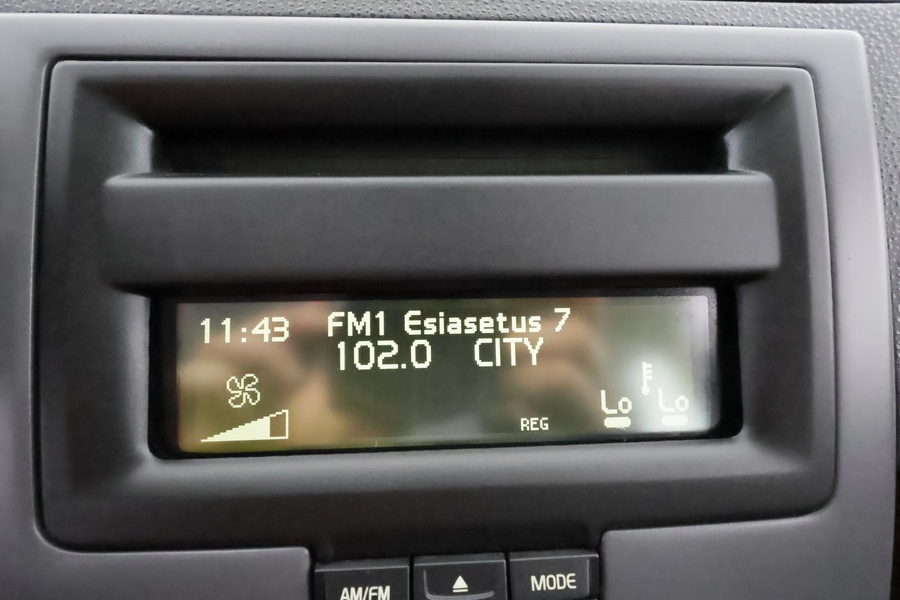 11:43 FM1 Esiasetus 7
102.0 CITY
Lo Lo
REG
AM/FM MODE